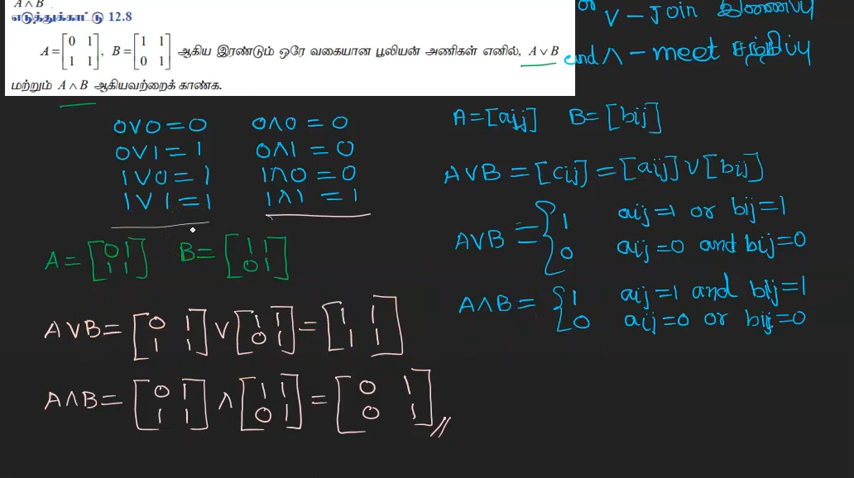 A ∧ B
எடுத்துக்காட்டு 12.8
A = [0 1; 1 1], B = [1 1; 0 1] ஆகிய இரண்டும் ஒரே வகையான பூலியன் அணிகள் எனில், A ∨ B
மற்றும் A ∧ B ஆகியவற்றைக் காண்க.
or ∨ – Join இணைப்பு
and ∧ – meet சந்திப்பு
0∨0 = 0 0∧0 = 0
0∨1 = 1 0∧1 = 0
1∨0 = 1 1∧0 = 0
1∨1 = 1 1∧1 = 1
A = [0 1; 1 1] B = [1 1; 0 1]
A∨B = [0 1; 1 1] ∨ [1 1; 0 1] = [1 1; 1 1]
A∧B = [0 1; 1 1] ∧ [1 1; 0 1] = [0 1; 0 1] //
A = [aij] B = [bij]
A∨B = [cij] = [aij] ∨ [bij]
A∨B = { 1 aij=1 or bij=1
0 aij=0 and bij=0
A∧B = { 1 aij=1 and bij=1
0 aij=0 or bij=0